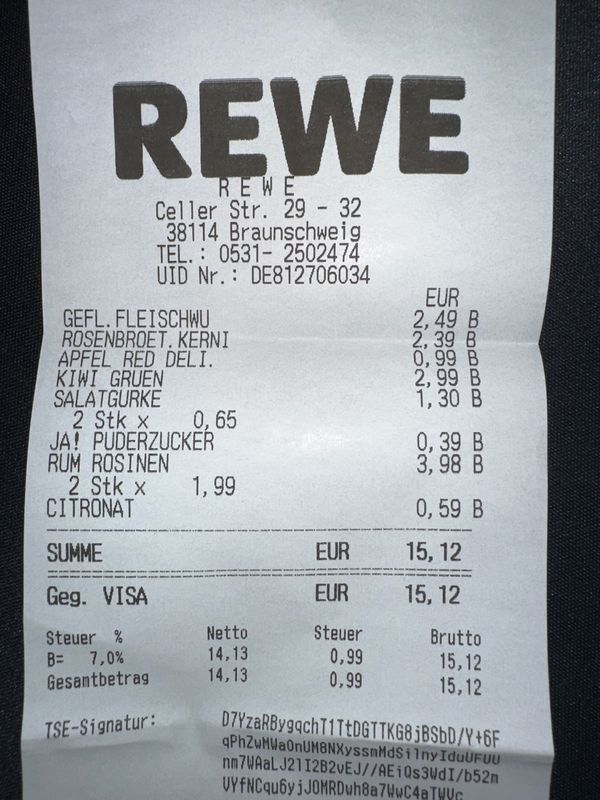 REWE
REWE
Celler Str. 29 - 32
38114 Braunschweig
TEL.: 0531- 2502474
UID Nr.: DE812706034
EUR
GEFL.FLEISCHWU 2,49 B
ROSENBROET.KERNI 2,39 B
APFEL RED DELI. 0,99 B
KIWI GRUEN 2,99 B
SALATGURKE 1,30 B
2 Stk x 0,65
JA! PUDERZUCKER 0,39 B
RUM ROSINEN 3,98 B
2 Stk x 1,99
CITRONAT 0,59 B
SUMME EUR 15,12
Geg. VISA EUR 15,12
Steuer % Netto Steuer Brutto
B= 7,0% 14,13 0,99 15,12
Gesamtbetrag 14,13 0,99 15,12
TSE-Signatur: D7YzaRBygqchT1TtDGTTKG8jBSbD/Y+6F